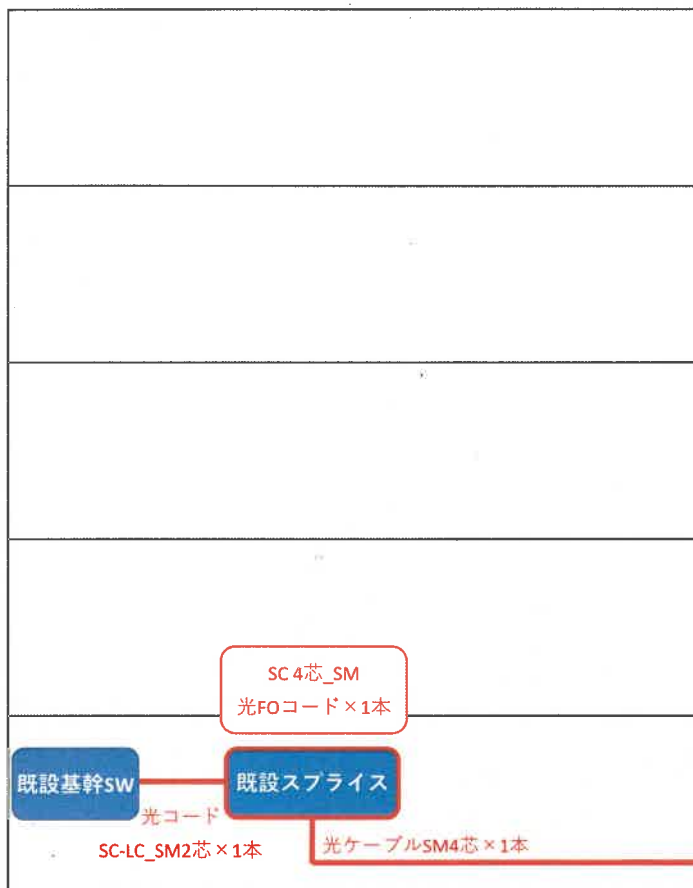 SC 4芯_SM
光FOコード×1本
既設基幹SW
既設スプライス
光コード
SC-LC_SM2芯×1本
光ケーブルSM4芯×1本